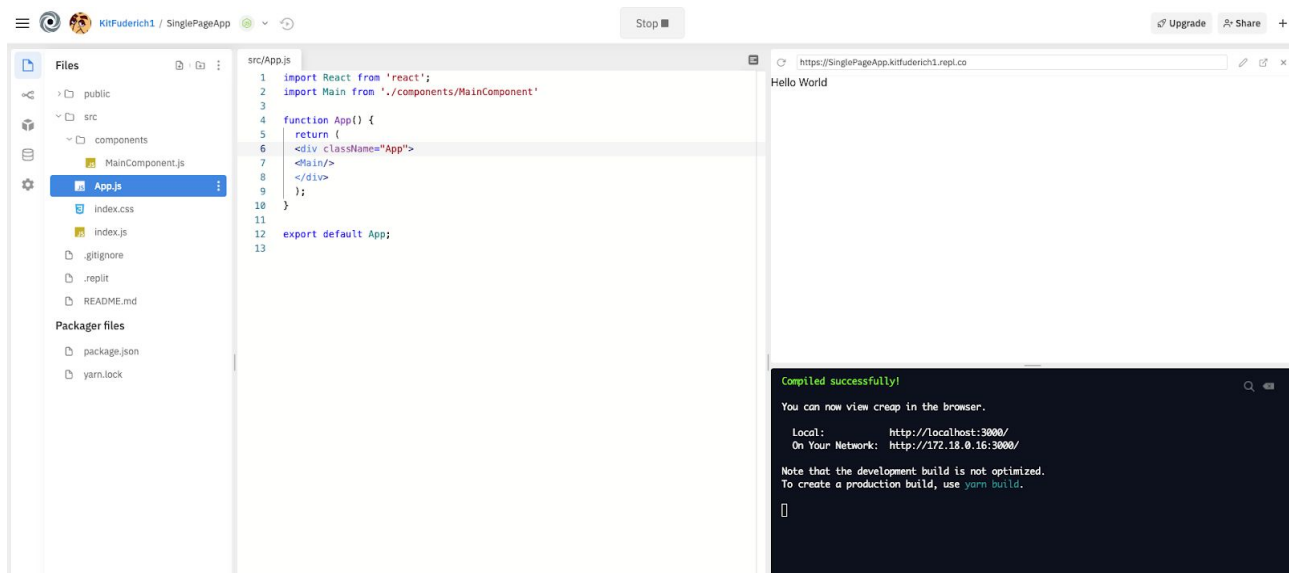 KitFuderich1 / SinglePageApp
Stop
Upgrade
Share
Files
public
src
components
MainComponent.js
App.js
index.css
index.js
.gitignore
.replit
README.md
Packager files
package.json
yarn.lock
src/App.js
1 import React from 'react';
2 import Main from './components/MainComponent'
3
4 function App() {
5 return (
6 <div className="App">
7 <Main/>
8 </div>
9 );
10 }
11
12 export default App;
13
https://SinglePageApp.kitfuderich1.repl.co
Hello World
Compiled successfully!
You can now view creap in the browser.
Local: http://localhost:3000/
On Your Network: http://172.18.0.16:3000/
Note that the development build is not optimized.
To create a production build, use yarn build.